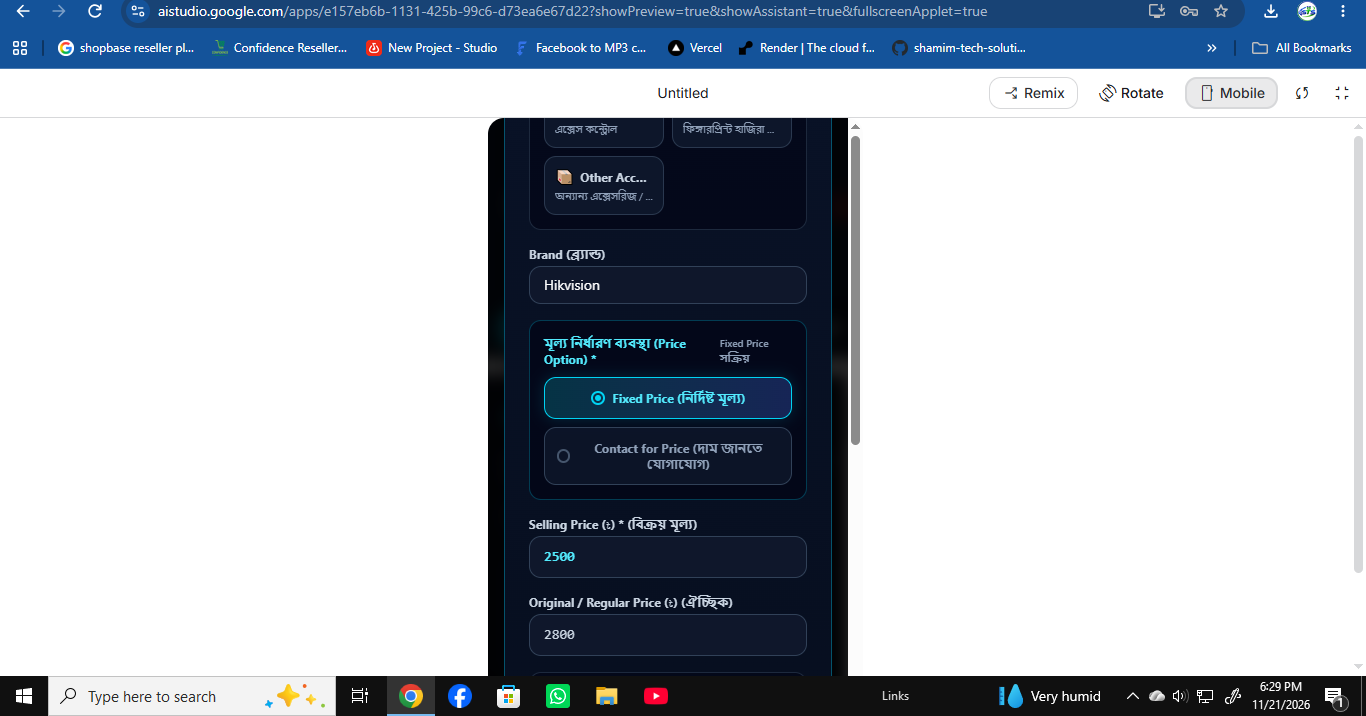 aistudio.google.com/apps/e157eb6b-1131-425b-99c6-d73ea6e67d22?showPreview=true&showAssistant=true&fullscreenApplet=true
shopbase reseller pl...
Confidence Reseller...
New Project - Studio
Facebook to MP3 c...
Vercel
Render | The cloud f...
shamim-tech-soluti...
»
All Bookmarks
Untitled
Remix
Rotate
Mobile
এক্সেস কন্ট্রোল
ফিঙ্গারপ্রিন্ট হাজিরা ...
Other Acc...
অন্যান্য এক্সেসরিজ / ...
Brand (ব্র্যান্ড)
Hikvision
মূল্য নির্ধারণ ব্যবস্থা (Price
Option) *
Fixed Price
সক্রিয়
Fixed Price (নির্দিষ্ট মূল্য)
Contact for Price (দাম জানতে
যোগাযোগ)
Selling Price (৳) * (বিক্রয় মূল্য)
2500
Original / Regular Price (৳) (ঐচ্ছিক)
2800
Type here to search
Links
Very humid
6:29 PM
11/21/2026
1